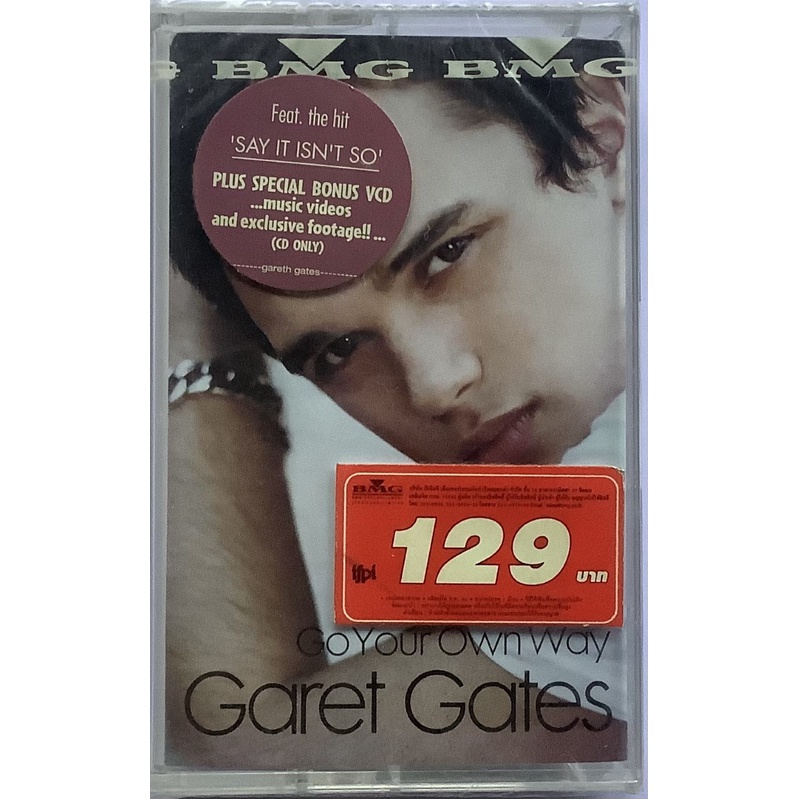 G BMG BMG
Feat. the hit
'SAY IT ISN'T SO'
PLUS SPECIAL BONUS VCD
...music videos
and exclusive footage!! ...
(CD ONLY)
-------gareth gates---------
BMG
129 บาท
ifpi
Go Your Own Way
Garet Gates